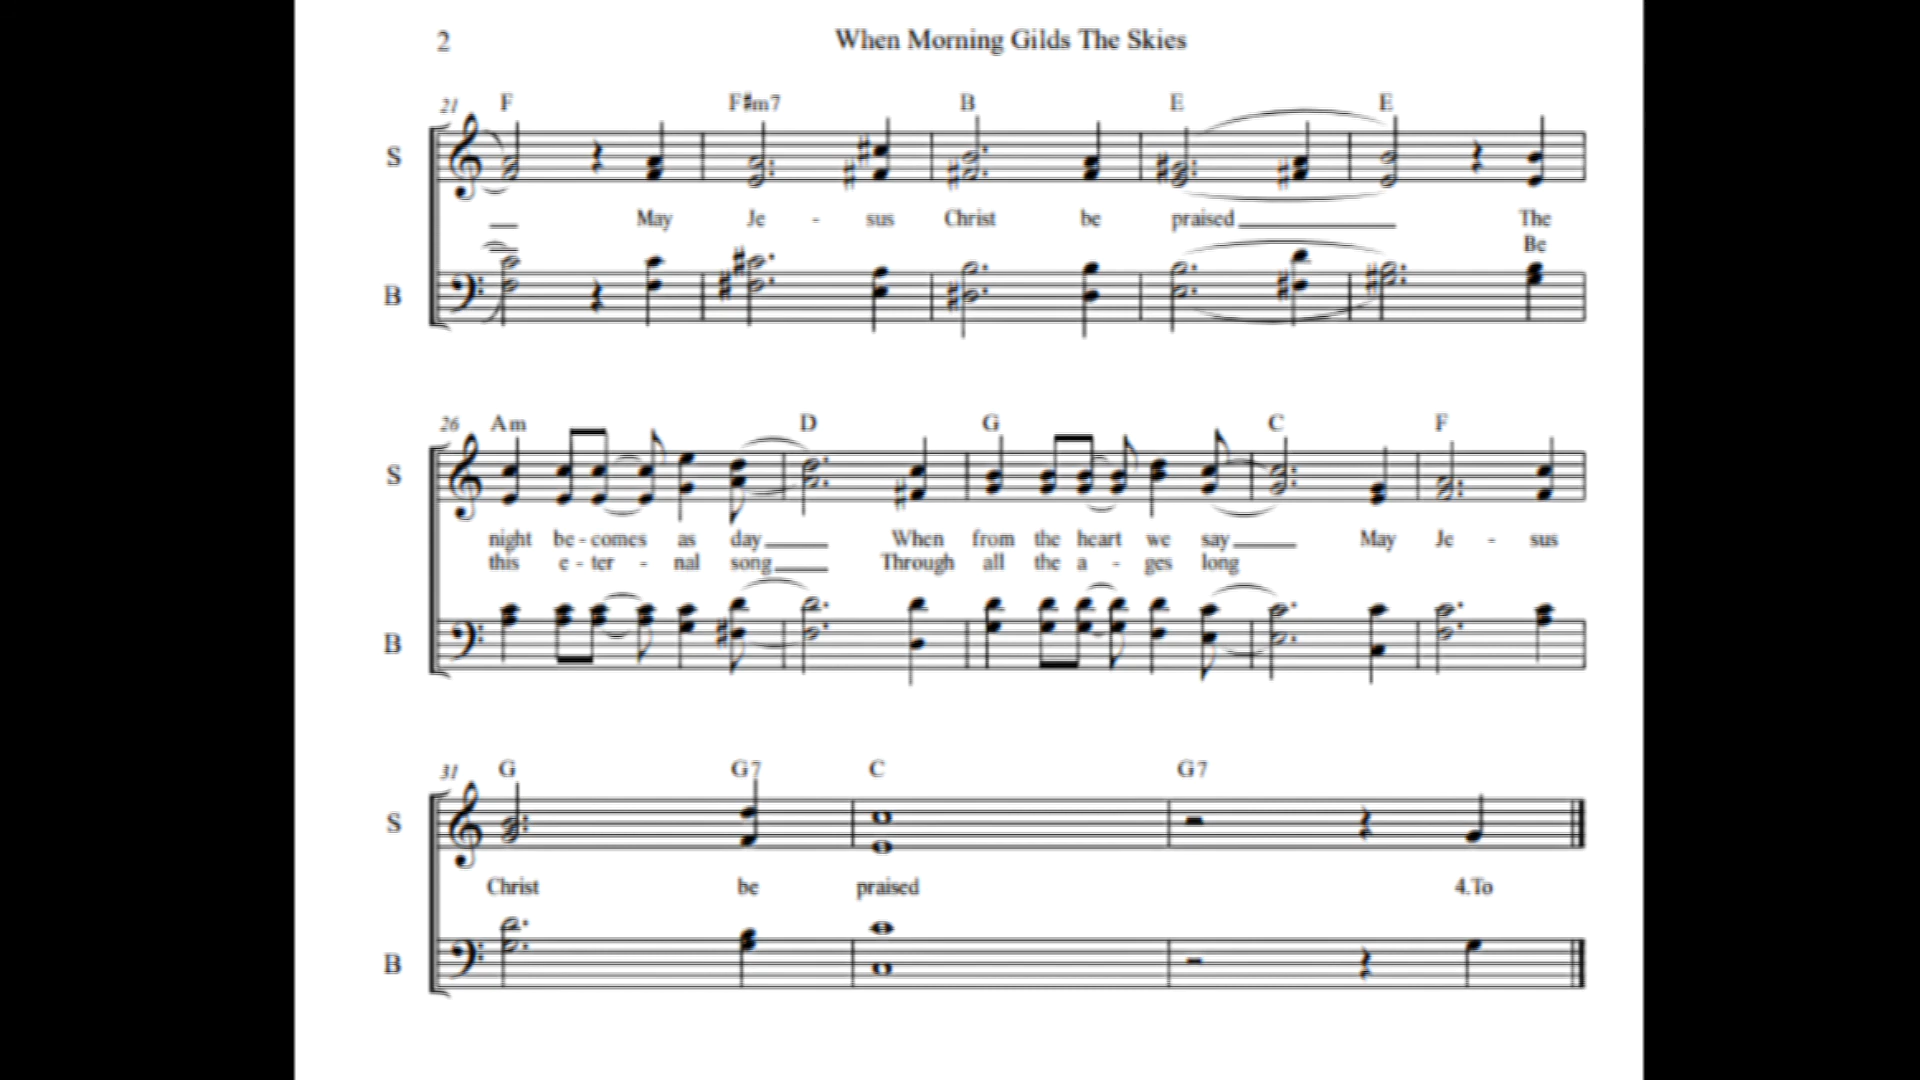 2 When Morning Gilds The Skies
21 F F#m7 B E E
S
May Je - sus Christ be praised The
Be
B
26 Am D G C F
S
night be - comes as day When from the heart we say May Je - sus
this e - ter - nal song Through all the a - ges long
B
31 G G7 C G7
S
Christ be praised 4.To
B